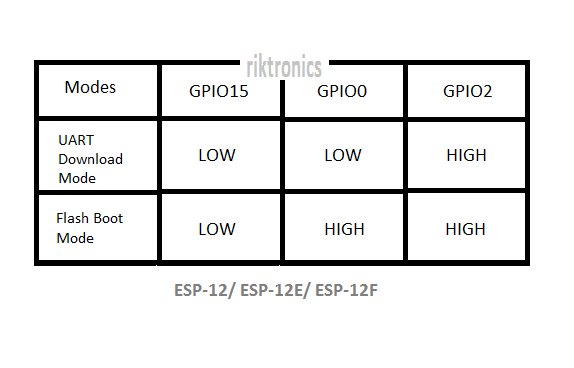 riktronics
Modes GPIO15 GPIO0 GPIO2
UART
Download
Mode
LOW LOW HIGH
Flash Boot
Mode
LOW HIGH HIGH
ESP-12/ ESP-12E/ ESP-12F